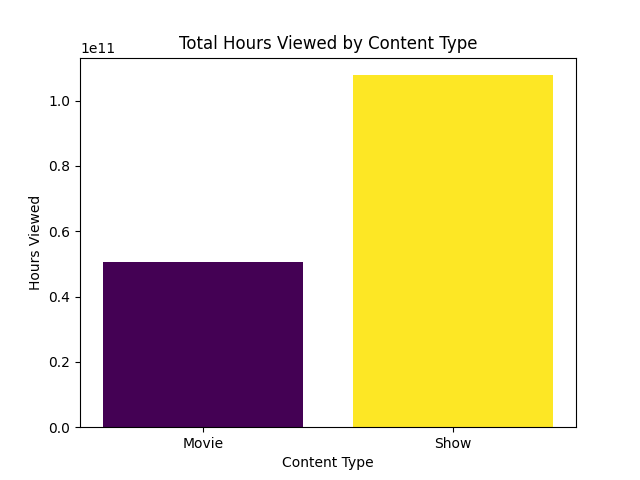 Total Hours Viewed by Content Type
1e11
1.0
0.8
0.6
0.4
0.2
0.0
Hours Viewed
Movie
Show
Content Type